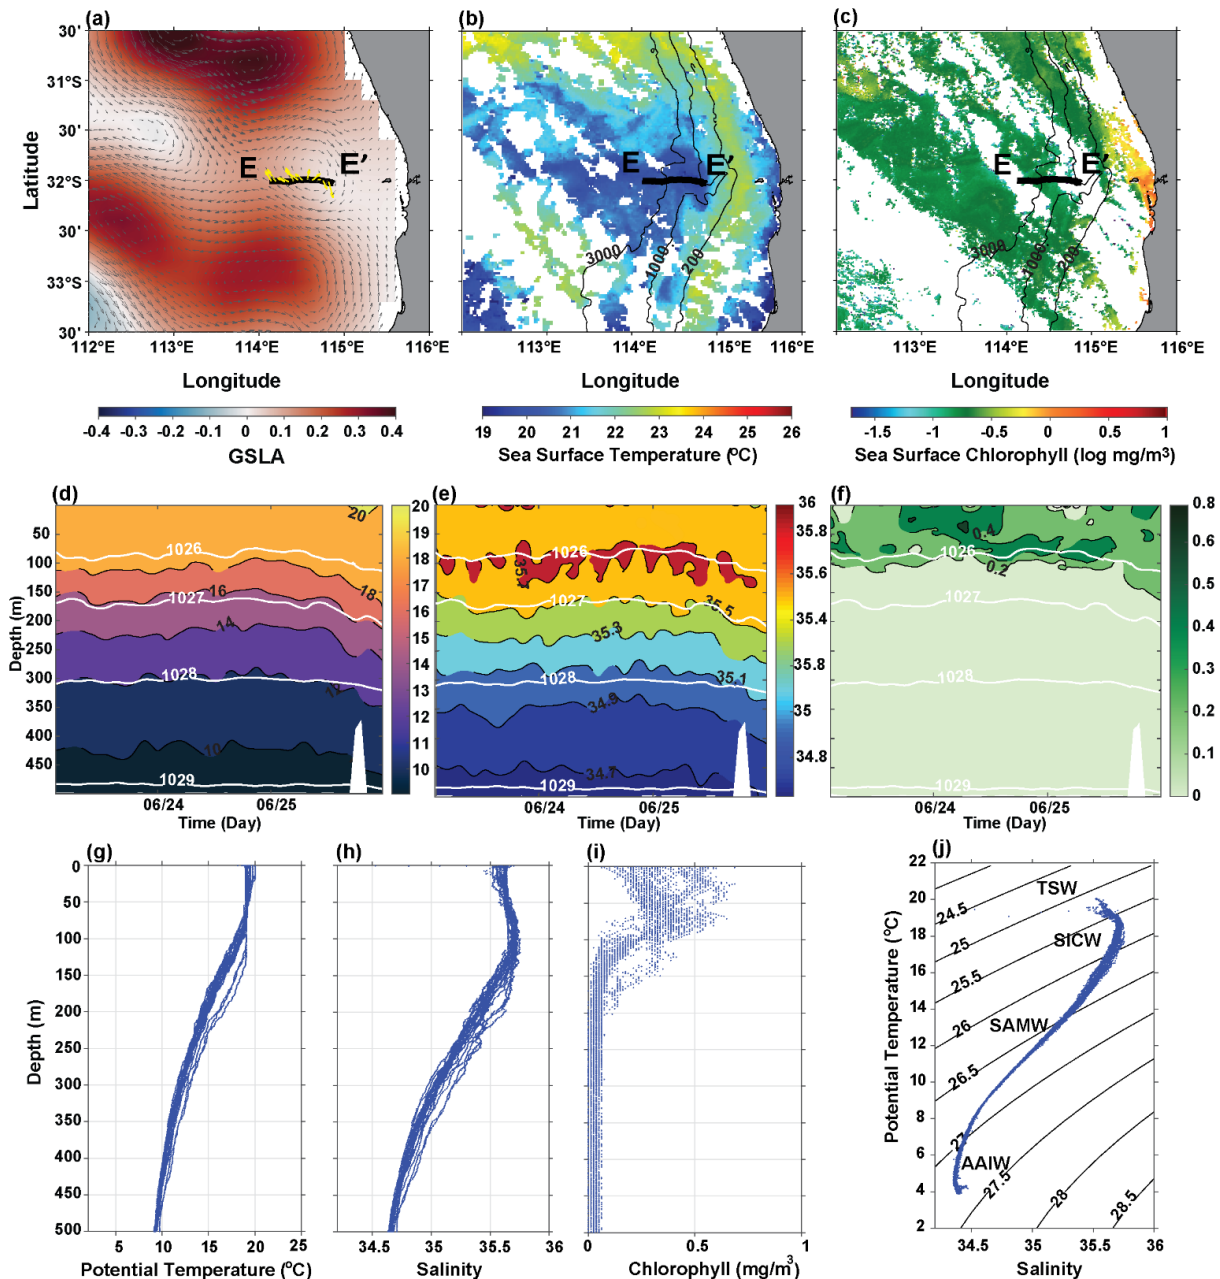 (a)
(b)
(c)
30'
31°S
30'
32°S
30'
33°S
30'
Latitude
E
E'
E
E'
E
E'
3000
1000
200
3000
1000
200
112°E
113°E
114°E
115°E
116°E
113°E
114°E
115°E
116°E
113°E
114°E
115°E
116°E
Longitude
Longitude
Longitude
-0.4
-0.3
-0.2
-0.1
0
0.1
0.2
0.3
0.4
GSLA
19
20
21
22
23
24
25
26
Sea Surface Temperature (°C)
-1.5
-1
-0.5
0
0.5
1
Sea Surface Chlorophyll (log mg/m³)
(d)
(e)
(f)
50
100
150
200
250
300
350
400
450
Depth (m)
20
1026
18
16
1027
14
1028
12
10
1029
20
19
18
17
16
15
14
13
12
11
10
06/24
06/25
Time (Day)
1026
35.7
1027
35.5
35.3
35.1
1028
34.9
34.7
1029
36
35.8
35.6
35.4
35.8
35
34.8
06/24
06/25
Time (Day)
0.4
1026
0.2
1027
1028
1029
0.8
0.7
0.6
0.5
0.4
0.3
0.2
0.1
0
06/24
06/25
Time (Day)
(g)
(h)
(i)
(j)
0
50
100
150
200
250
300
350
400
450
500
Depth (m)
5
10
15
20
25
Potential Temperature (°C)
34.5
35
35.5
36
Salinity
0
0.5
1
Chlorophyll (mg/m³)
22
20
18
16
14
12
10
8
6
4
2
Potential Temperature (°C)
TSW
24.5
25
SICW
25.5
26
SAMW
26.5
27
AAIW
27.5
28
28.5
34.5
35
35.5
36
Salinity